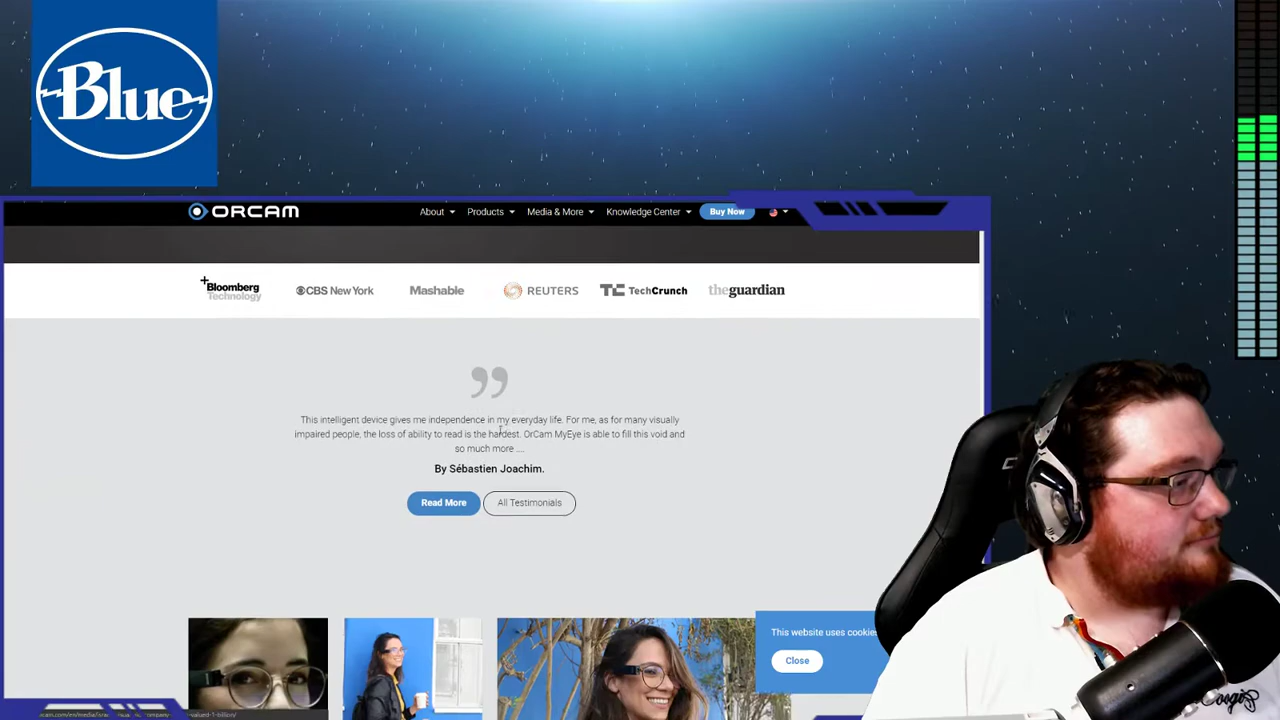 Blue
ORCAM
About
Products
Media & More
Knowledge Center
Buy Now
Bloomberg
Technology
CBS New York
Mashable
REUTERS
TC TechCrunch
theguardian
”
This intelligent device gives me independence in my everyday life. For me, as for many visually
impaired people, the loss of ability to read is the hardest. OrCam MyEye is able to fill this void and
so much more ....
By Sébastien Joachim.
Read More
All Testimonials
This website uses cookies
Close